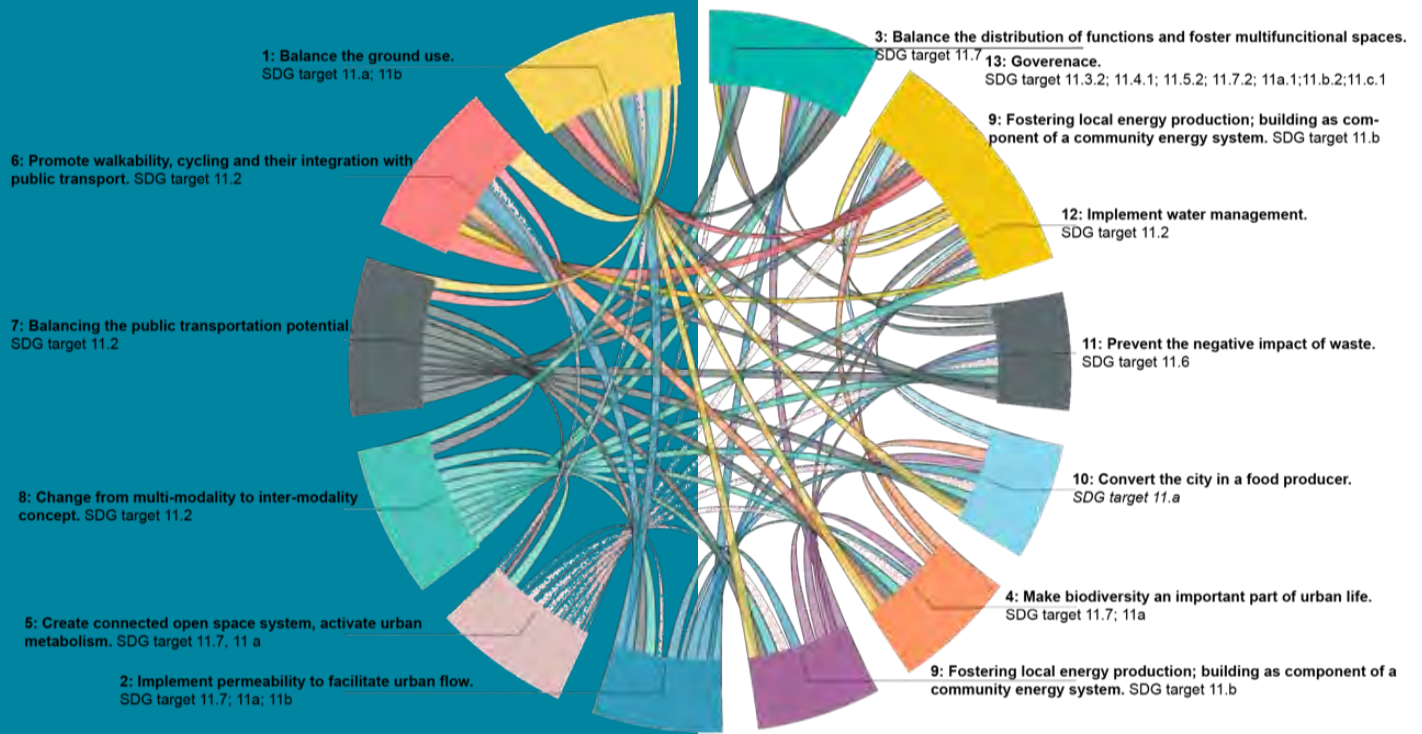 1: Balance the ground use.
SDG target 11.a; 11b
6: Promote walkability, cycling and their integration with
public transport. SDG target 11.2
7: Balancing the public transportation potential
SDG target 11.2
8: Change from multi-modality to inter-modality
concept. SDG target 11.2
5: Create connected open space system, activate urban
metabolism. SDG target 11.7, 11 a
2: Implement permeability to facilitate urban flow.
SDG target 11.7; 11a; 11b
3: Balance the distribution of functions and foster multifuncitional spaces.
SDG target 11.7
13: Goverenace.
SDG target 11.3.2; 11.4.1; 11.5.2; 11.7.2; 11a.1;11.b.2;11.c.1
9: Fostering local energy production; building as com-
ponent of a community energy system. SDG target 11.b
12: Implement water management.
SDG target 11.2
11: Prevent the negative impact of waste.
SDG target 11.6
10: Convert the city in a food producer.
SDG target 11.a
4: Make biodiversity an important part of urban life.
SDG target 11.7; 11a
9: Fostering local energy production; building as component of a
community energy system. SDG target 11.b